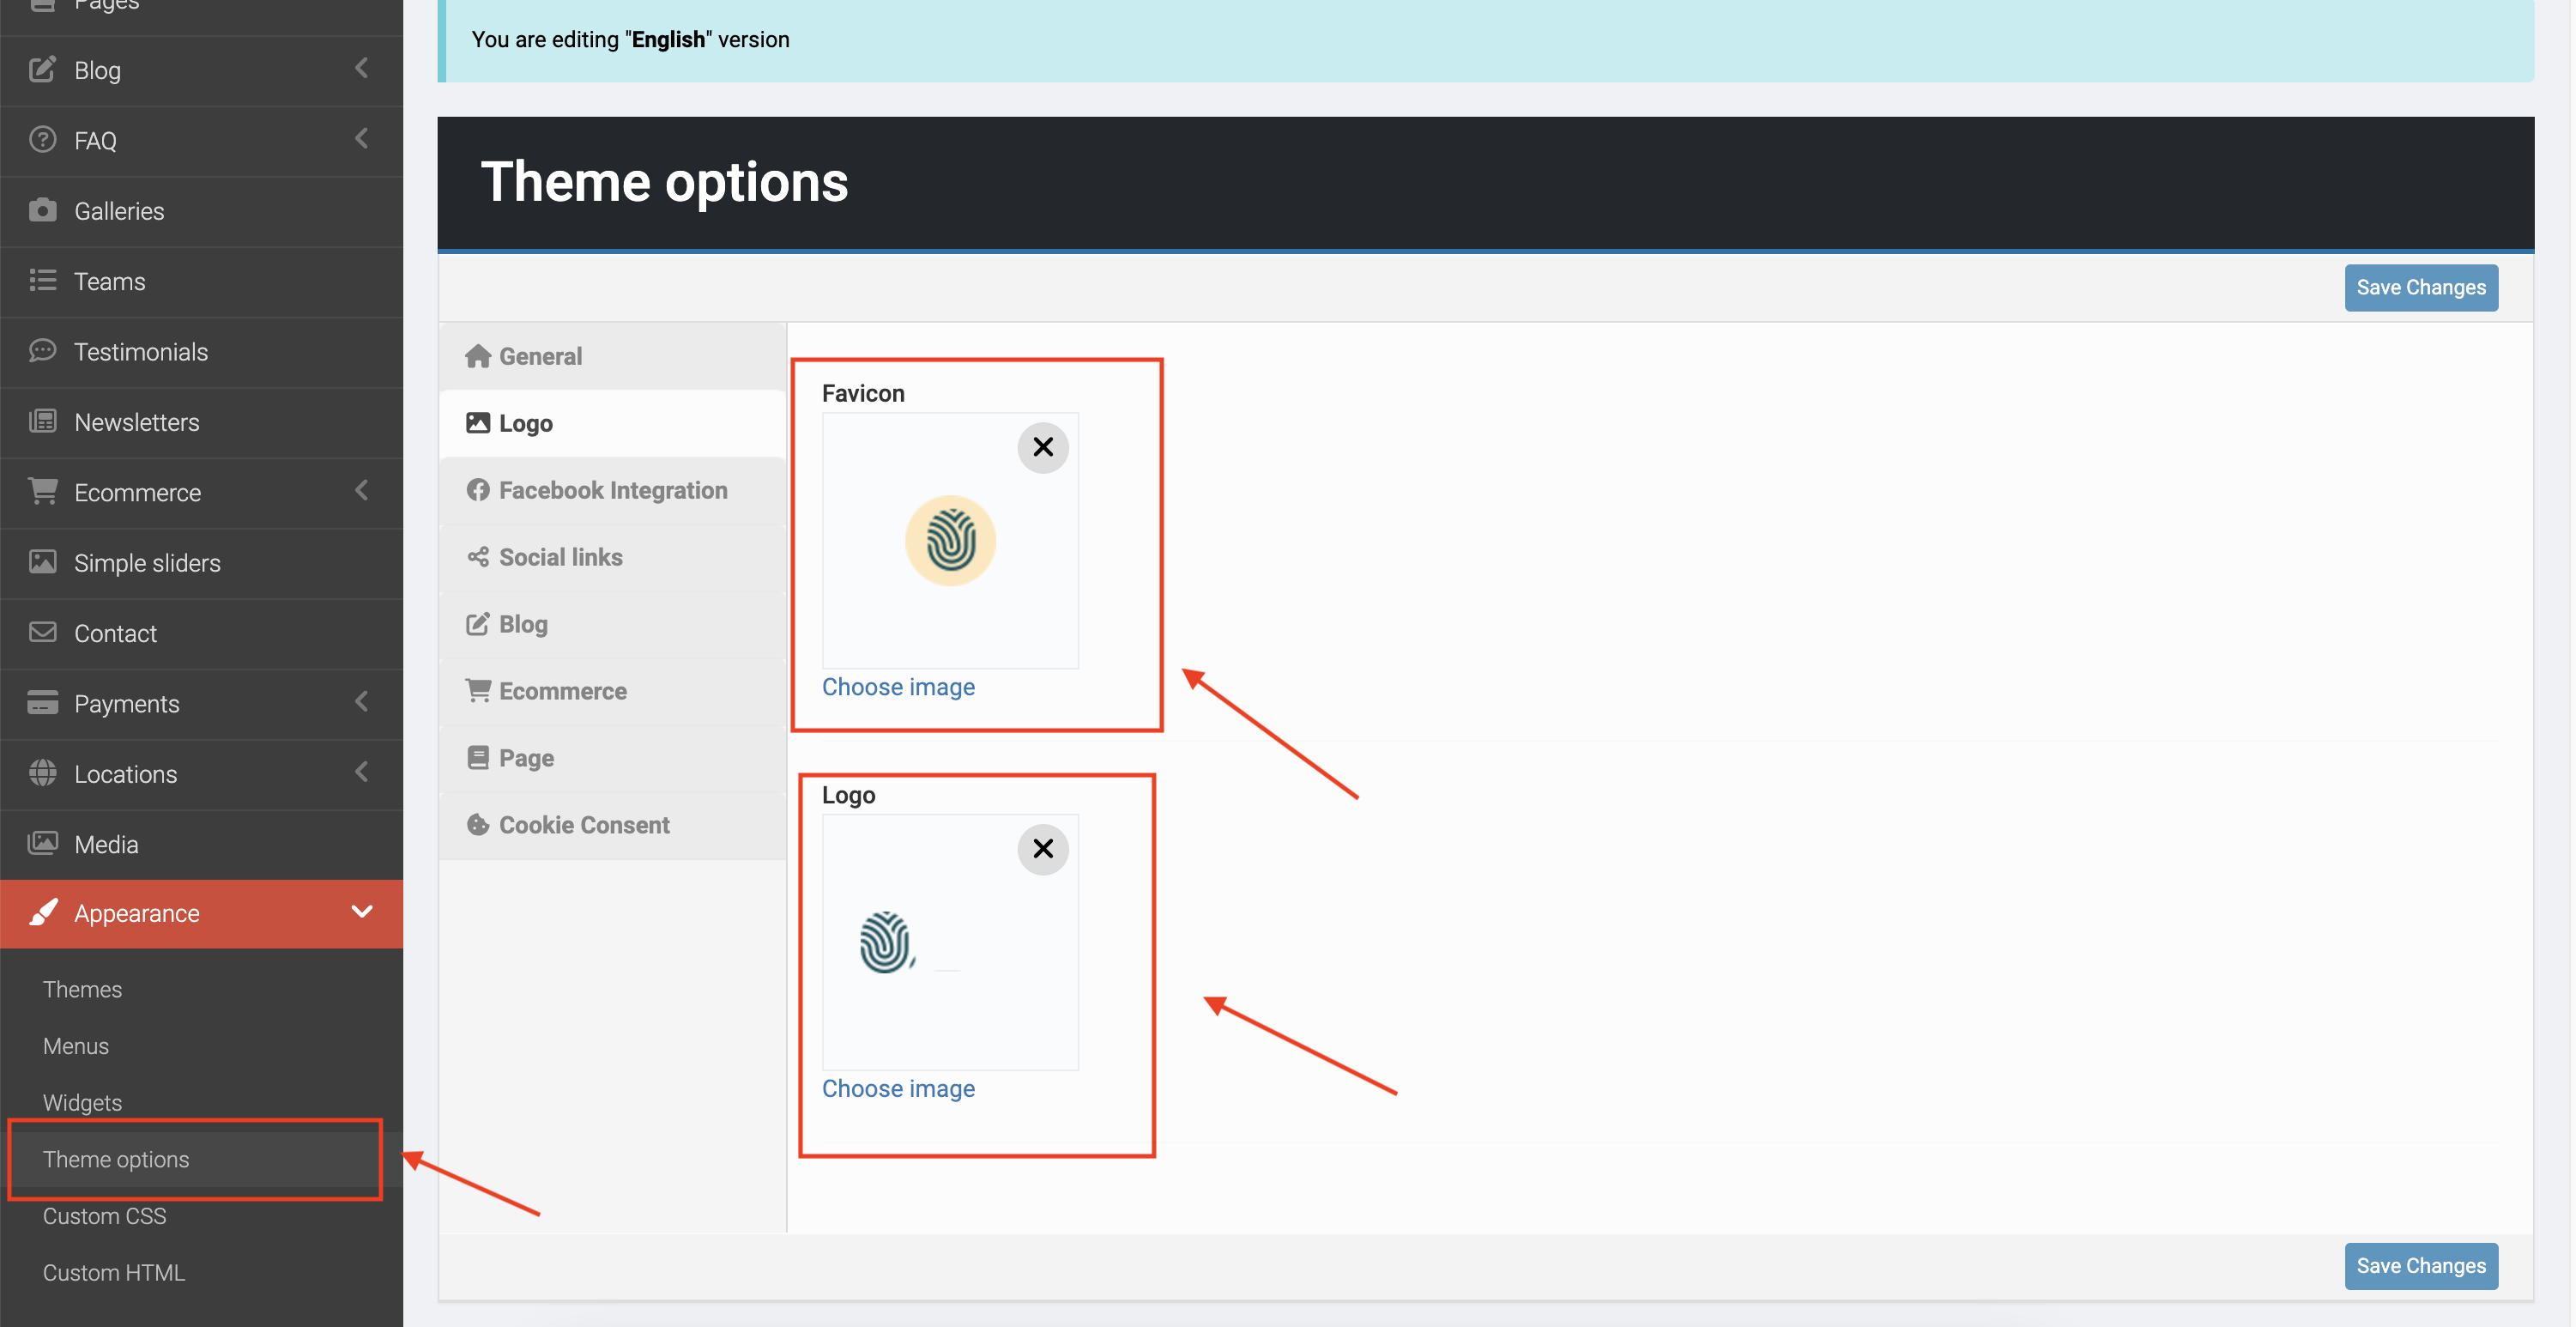 Pages
Blog
FAQ
Galleries
Teams
Testimonials
Newsletters
Ecommerce
Simple sliders
Contact
Payments
Locations
Media
Appearance
Themes
Menus
Widgets
Theme options
Custom CSS
Custom HTML
You are editing "English" version
Theme options
Save Changes
General
Logo
Facebook Integration
Social links
Blog
Ecommerce
Page
Cookie Consent
Favicon
Choose image
Logo
Choose image
Save Changes